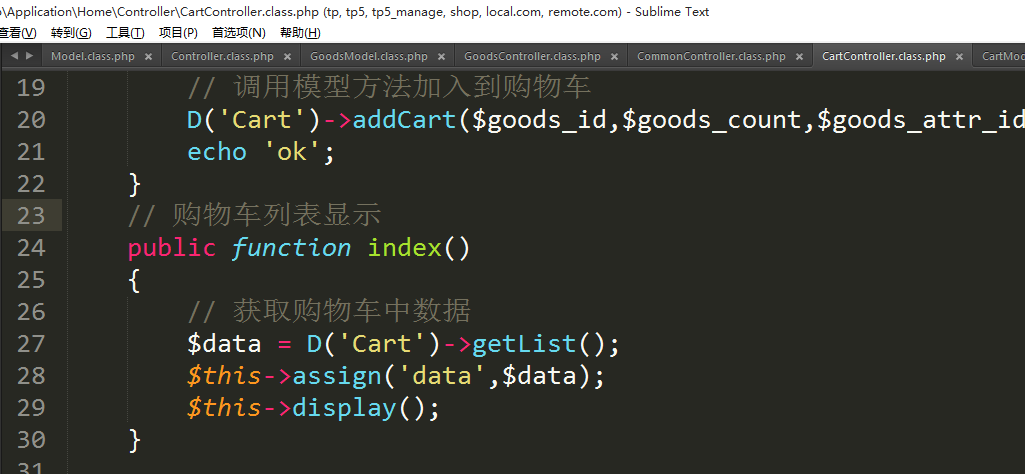 \Application\Home\Controller\CartController.class.php (tp, tp5, tp5_manage, shop, local.com, remote.com) - Sublime Text
查看(V) 转到(G) 工具(T) 项目(P) 首选项(N) 帮助(H)
Model.class.php × Controller.class.php × GoodsModel.class.php × GoodsController.class.php × CommonController.class.php × CartController.class.php × CartMod
19 // 调用模型方法加入到购物车
20 D('Cart')->addCart($goods_id,$goods_count,$goods_attr_id
21 echo 'ok';
22 }
23 // 购物车列表显示
24 public function index()
25 {
26 // 获取购物车中数据
27 $data = D('Cart')->getList();
28 $this->assign('data',$data);
29 $this->display();
30 }
31